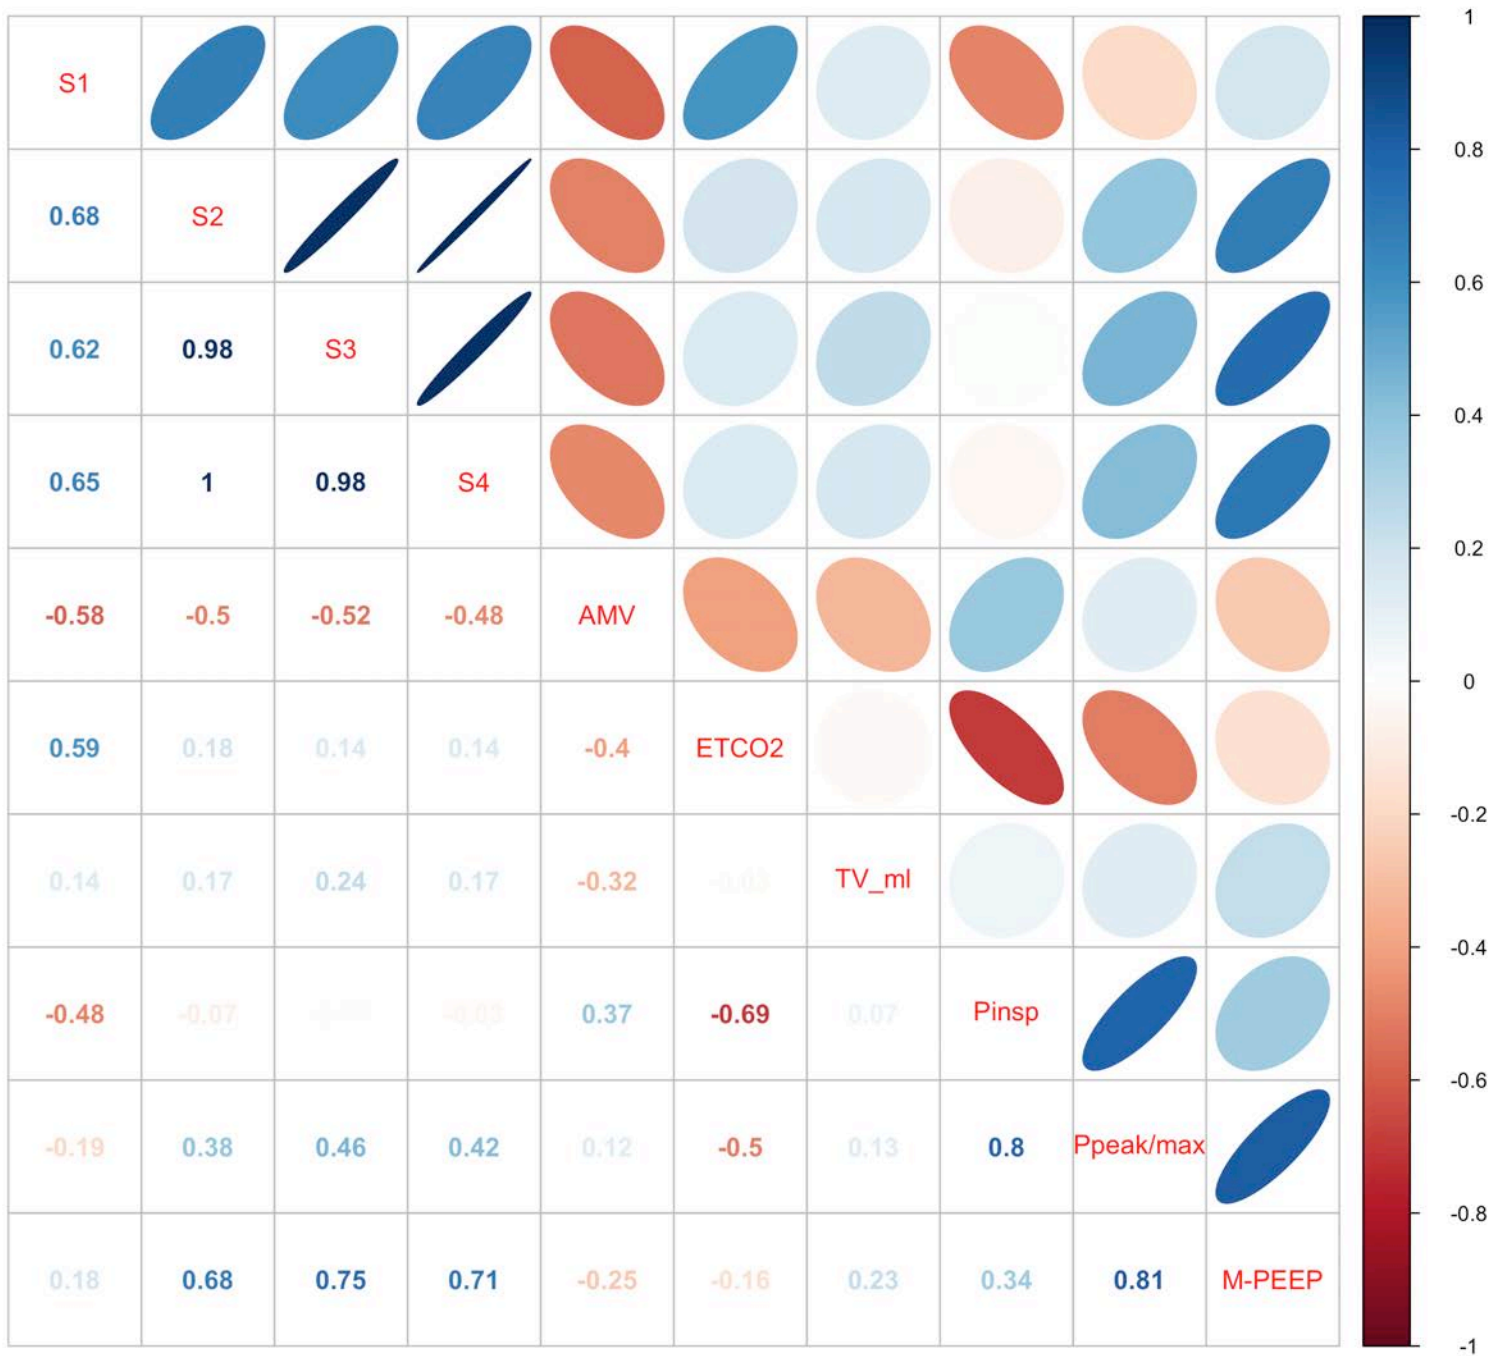 S1
0.68 S2
0.62 0.98 S3
0.65 1 0.98 S4
-0.58 -0.5 -0.52 -0.48 AMV
0.59 0.18 0.14 0.14 -0.4 ETCO2
0.14 0.17 0.24 0.17 -0.32 -0.03 TV_ml
-0.48 -0.07 -0.03 0.37 -0.69 0.07 Pinsp
-0.19 0.38 0.46 0.42 0.12 -0.5 0.13 0.8 Ppeak/max
0.18 0.68 0.75 0.71 -0.25 -0.16 0.23 0.34 0.81 M-PEEP
1
0.8
0.6
0.4
0.2
0
-0.2
-0.4
-0.6
-0.8
-1